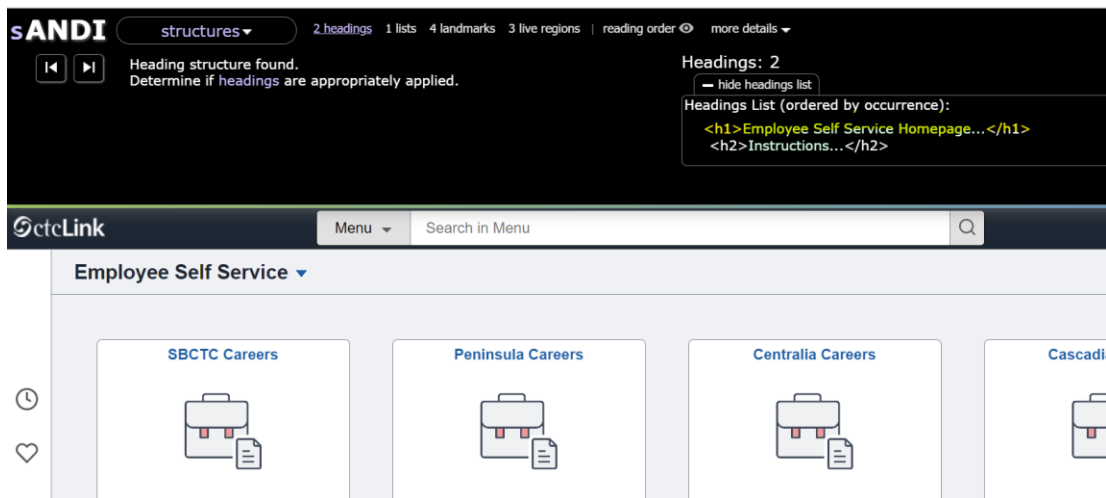 sANDI structures 2 headings 1 lists 4 landmarks 3 live regions | reading order more details
Heading structure found.
Determine if headings are appropriately applied.
Headings: 2
hide headings list
Headings List (ordered by occurrence):
<h1>Employee Self Service Homepage...</h1>
<h2>Instructions...</h2>
ctcLink Menu Search in Menu
Employee Self Service
SBCTC Careers Peninsula Careers Centralia Careers